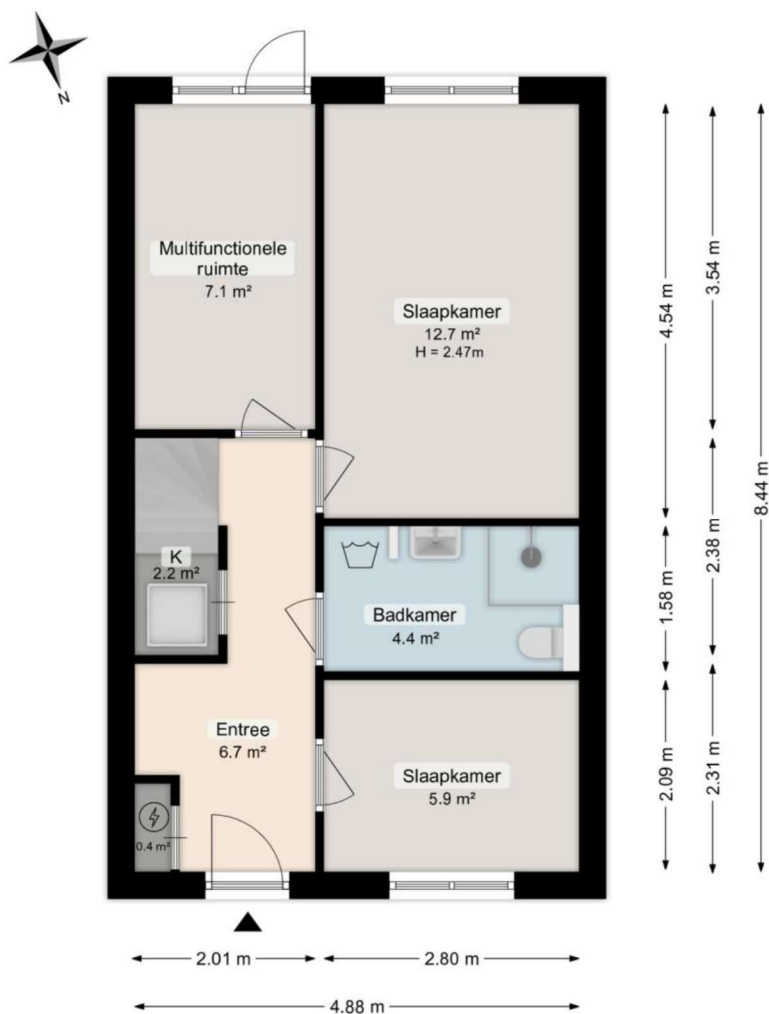 N
Multifunctionele
ruimte
7.1 m²
Slaapkamer
12.7 m²
H = 2.47m
K
2.2 m²
Badkamer
4.4 m²
Entree
6.7 m²
Slaapkamer
5.9 m²
0.4 m²
4.54 m
3.54 m
8.44 m
2.38 m
1.58 m
2.09 m
2.31 m
2.01 m
2.80 m
4.88 m